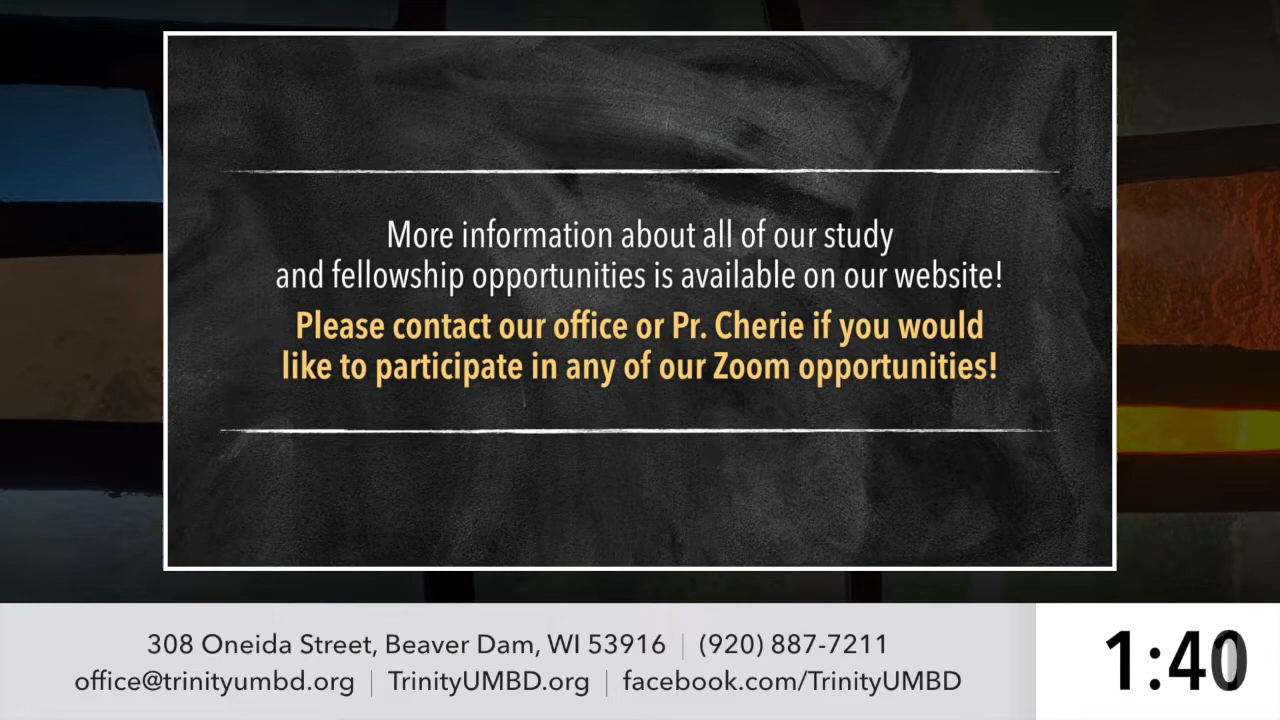 More information about all of our study
and fellowship opportunities is available on our website!
Please contact our office or Pr. Cherie if you would
like to participate in any of our Zoom opportunities!
308 Oneida Street, Beaver Dam, WI 53916 | (920) 887-7211
office@trinityumbd.org | TrinityUMBD.org | facebook.com/TrinityUMBD
1:40